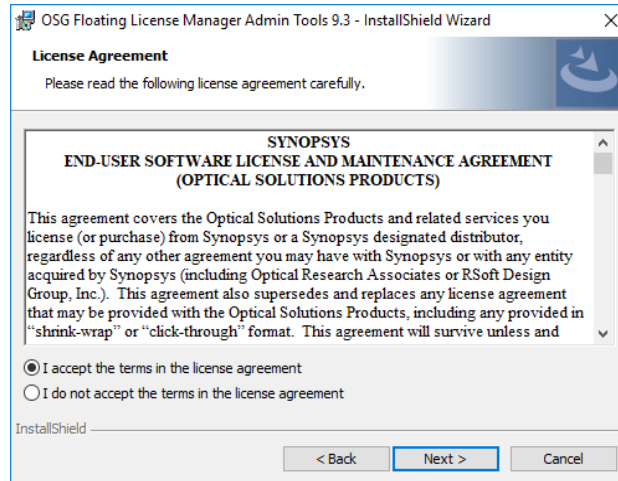 OSG Floating License Manager Admin Tools 9.3 - InstallShield Wizard
License Agreement
Please read the following license agreement carefully.
SYNOPSYS
END-USER SOFTWARE LICENSE AND MAINTENANCE AGREEMENT
(OPTICAL SOLUTIONS PRODUCTS)
This agreement covers the Optical Solutions Products and related services you
license (or purchase) from Synopsys or a Synopsys designated distributor,
regardless of any other agreement you may have with Synopsys or with any entity
acquired by Synopsys (including Optical Research Associates or RSoft Design
Group, Inc.).  This agreement also supersedes and replaces any license agreement
that may be provided with the Optical Solutions Products, including any provided in
“shrink-wrap” or “click-through” format.  This agreement will survive unless and
I accept the terms in the license agreement
I do not accept the terms in the license agreement
InstallShield
< Back
Next >
Cancel